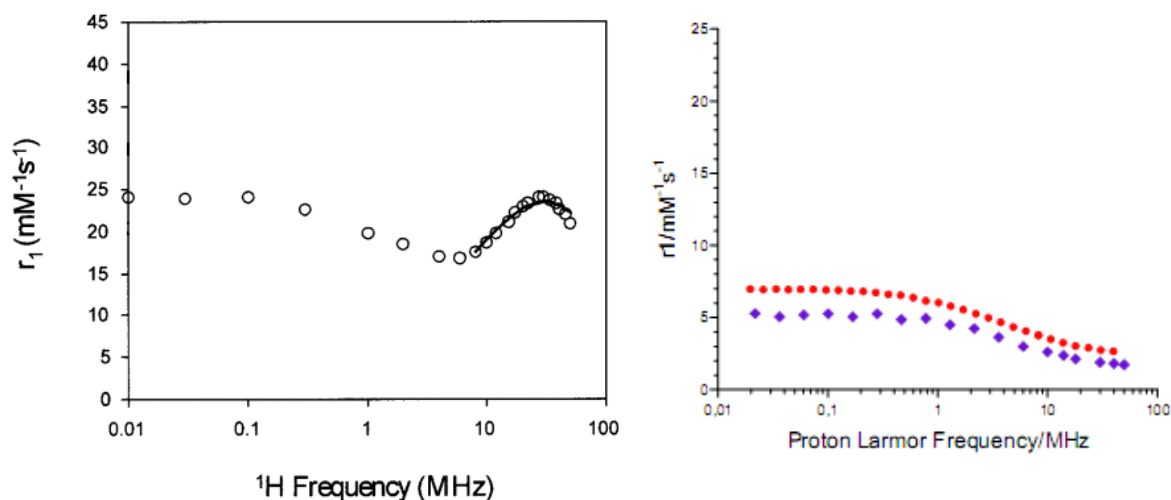 45
40
35
30
25
20
15
10
5
0
r₁ (mM⁻¹s⁻¹)
0.01 0.1 1 10 100
¹H Frequency (MHz)
25
20
15
10
5
0
r1/mM⁻¹s⁻¹
0,01 0,1 1 10 100
Proton Larmor Frequency/MHz